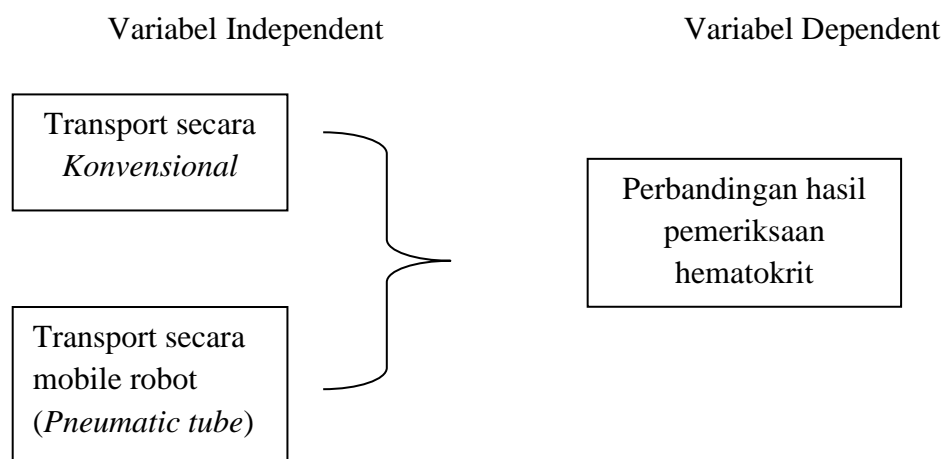 Variabel Independent
Variabel Dependent
Transport secara
Konvensional
Perbandingan hasil
pemeriksaan
hematokrit
Transport secara
mobile robot
(Pneumatic tube)